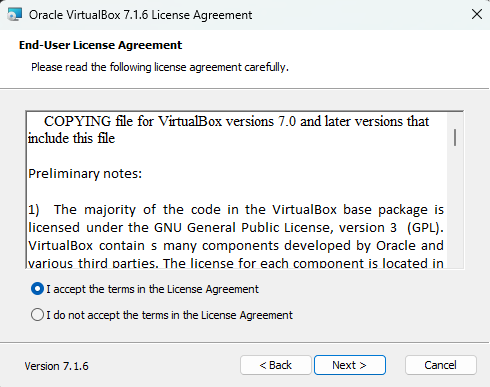 Oracle VirtualBox 7.1.6 License Agreement
End-User License Agreement
Please read the following license agreement carefully.
COPYING file for VirtualBox versions 7.0 and later versions that
include this file
Preliminary notes:
1) The majority of the code in the VirtualBox base package is
licensed under the GNU General Public License, version 3 (GPL).
VirtualBox contain s many components developed by Oracle and
various third parties. The license for each component is located in
I accept the terms in the License Agreement
I do not accept the terms in the License Agreement
Version 7.1.6
< Back
Next >
Cancel